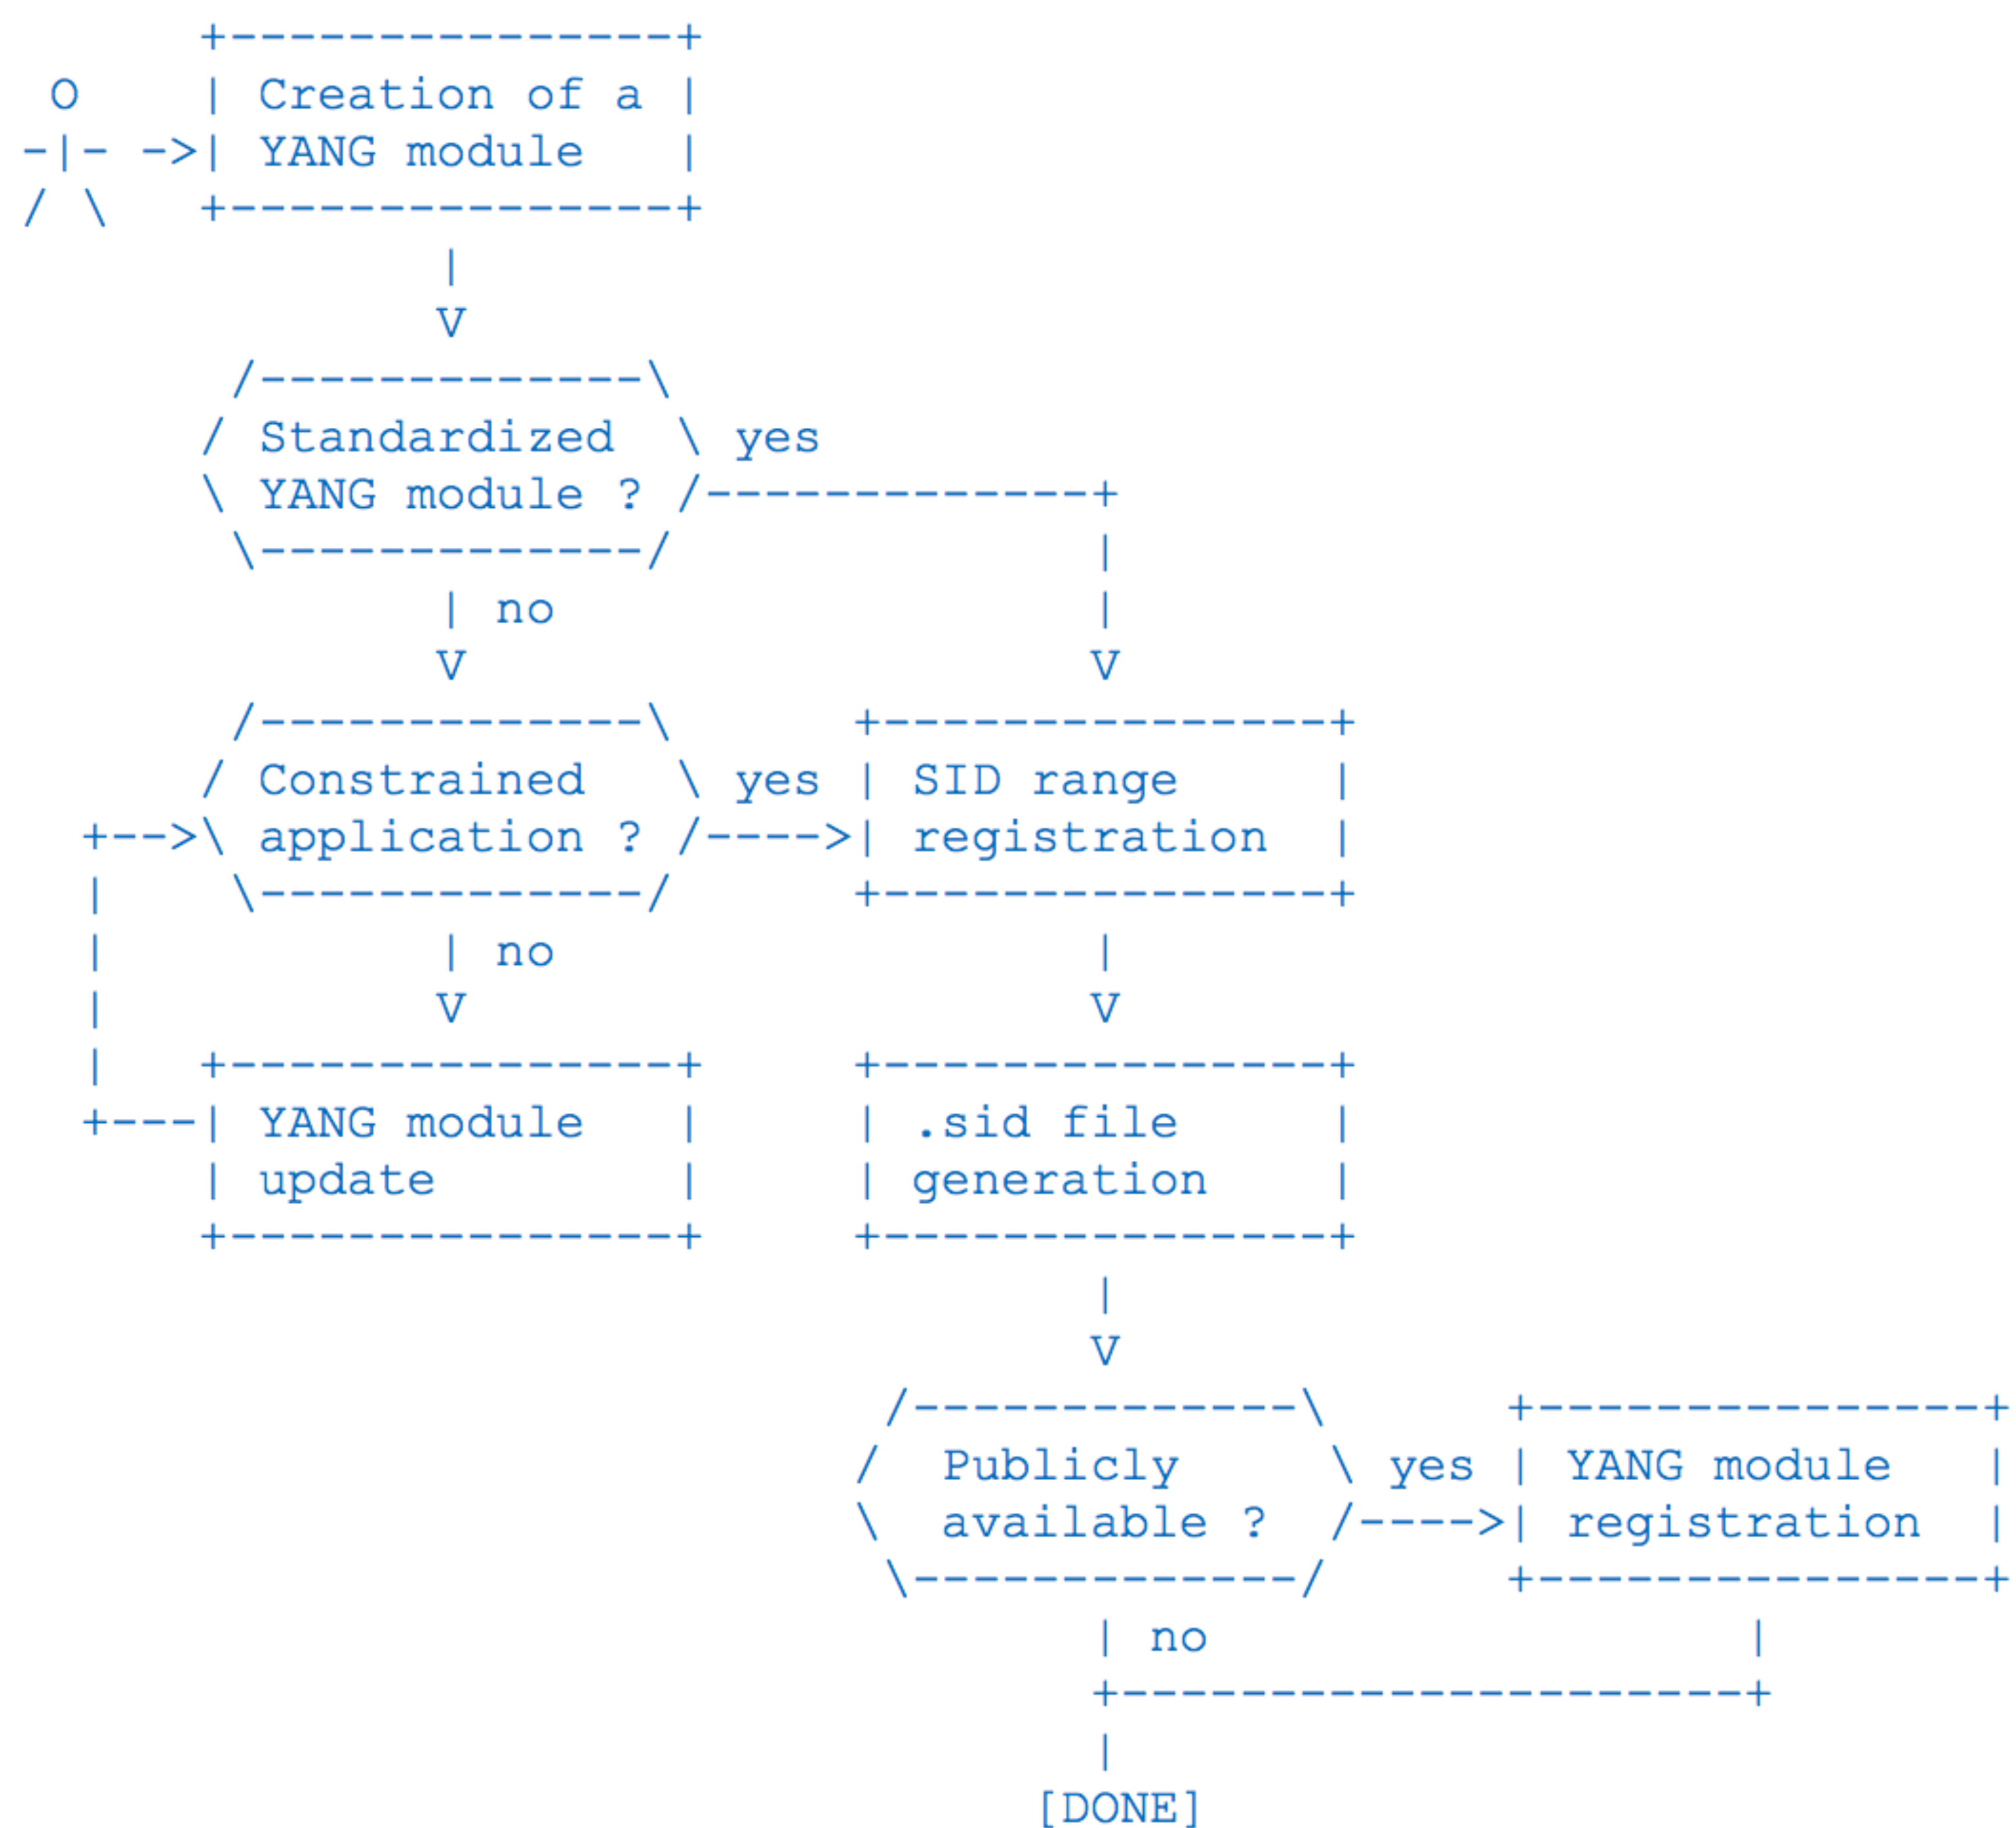 +---------------+
  O    | Creation of a |
 -|- ->| YANG module   |
 / \   +---------------+
               |
               V
        /-------------\
       / Standardized  \ yes
       \ YANG module ? /-------------+
        \-------------/              |
               | no                  |
               V                     V
        /-------------\      +---------------+
       / Constrained   \ yes | SID range     |
   +-->\ application ? /---->| registration  |
   |    \-------------/      +---------------+
   |           | no                  |
   |           V                     V
   |   +---------------+     +---------------+
   +---| YANG module   |     | .sid file     |
       | update        |     | generation    |
       +---------------+     +---------------+
                                     |
                                     V
                              /-------------\      +---------------+
                             /  Publicly     \ yes | YANG module   |
                             \  available ?  /---->| registration  |
                              \-------------/      +---------------+
                                     | no                  |
                                     +---------------------+
                                     |
                                   [DONE]